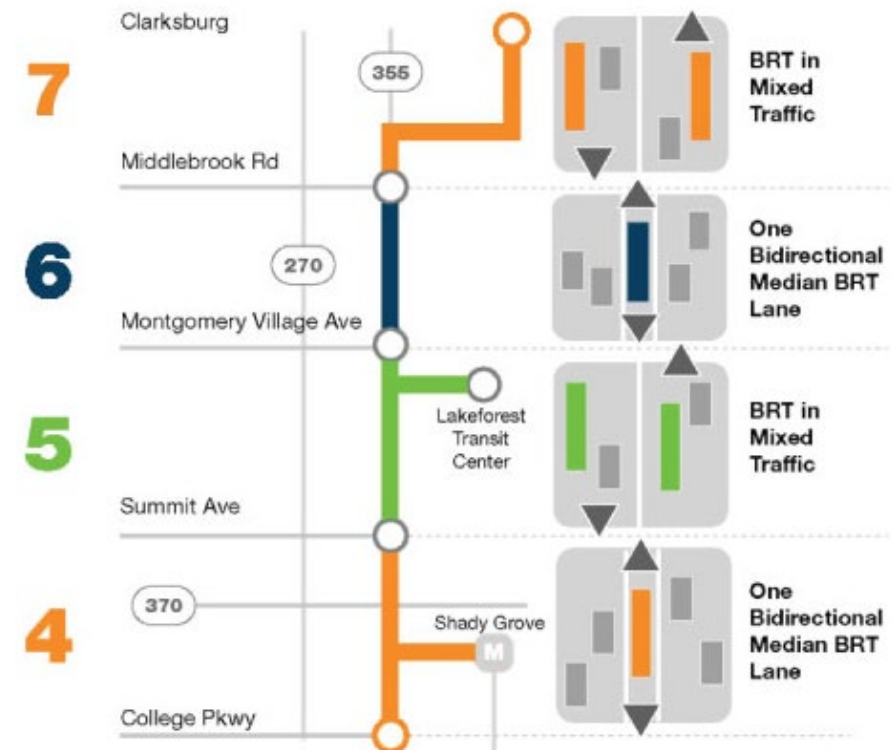 Clarksburg
7
355
BRT in
Mixed
Traffic
Middlebrook Rd
6
270
One
Bidirectional
Median BRT
Lane
Montgomery Village Ave
5
Lakeforest
Transit
Center
BRT in
Mixed
Traffic
Summit Ave
4
370
Shady Grove
M
One
Bidirectional
Median BRT
Lane
College Pkwy